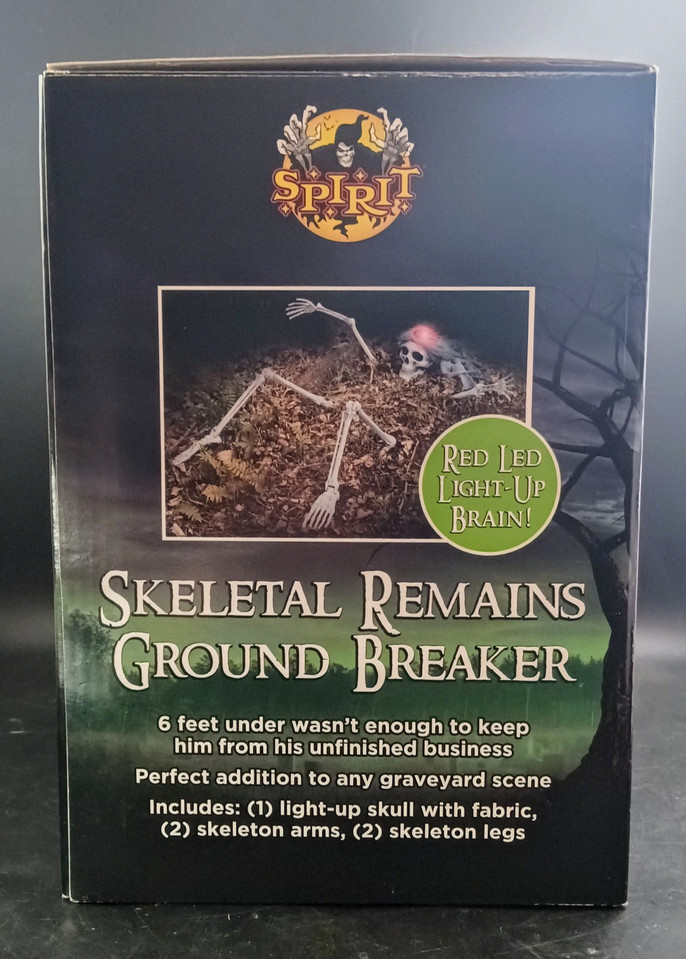 SPIRIT
RED LED
LIGHT-UP
BRAIN!
SKELETAL REMAINS
GROUND BREAKER
6 feet under wasn't enough to keep
him from his unfinished business
Perfect addition to any graveyard scene
Includes: (1) light-up skull with fabric,
(2) skeleton arms, (2) skeleton legs